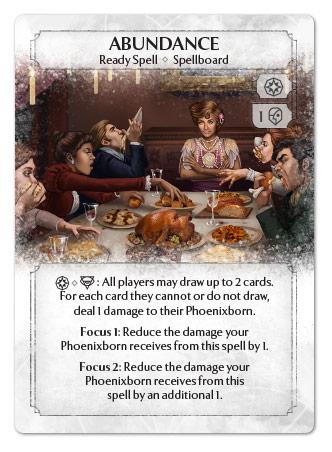 ABUNDANCE
Ready Spell ⋄ Spellboard
1
⋄ : All players may draw up to 2 cards.
For each card they cannot or do not draw,
deal 1 damage to their Phoenixborn.
Focus 1: Reduce the damage your
Phoenixborn receives from this spell by 1.
Focus 2: Reduce the damage your
Phoenixborn receives from this
spell by an additional 1.